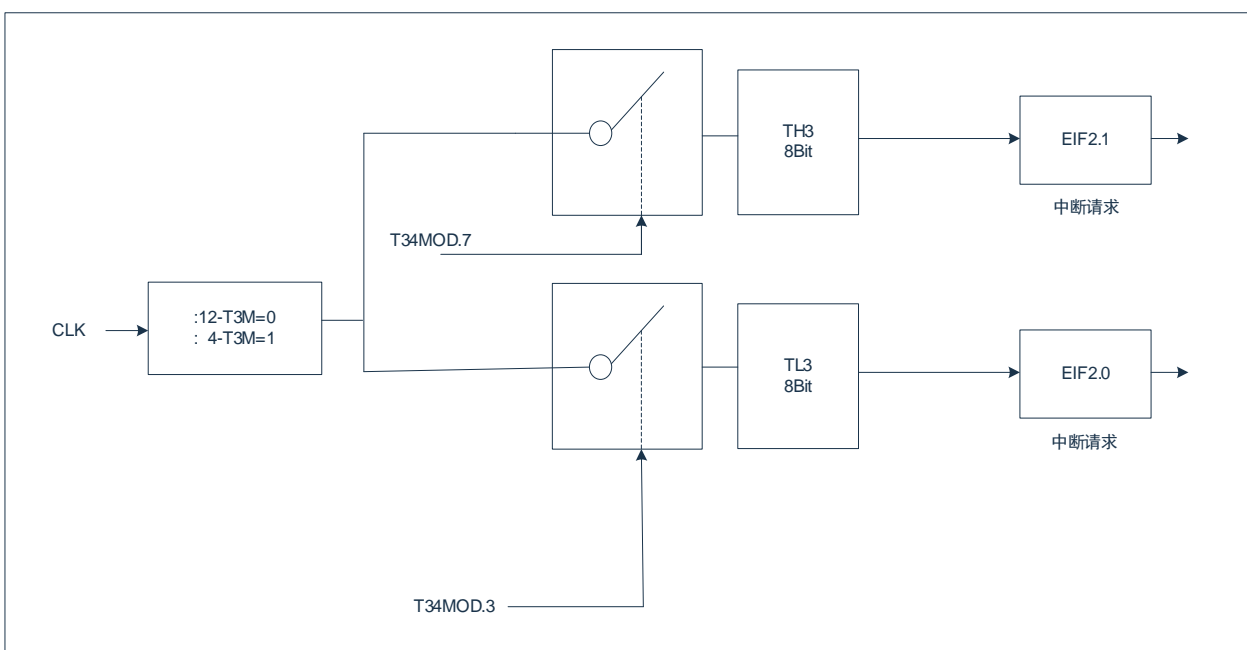 TH3
8Bit
EIF2.1
中断请求
T34MOD.7
CLK
:12-T3M=0
: 4-T3M=1
TL3
8Bit
EIF2.0
中断请求
T34MOD.3